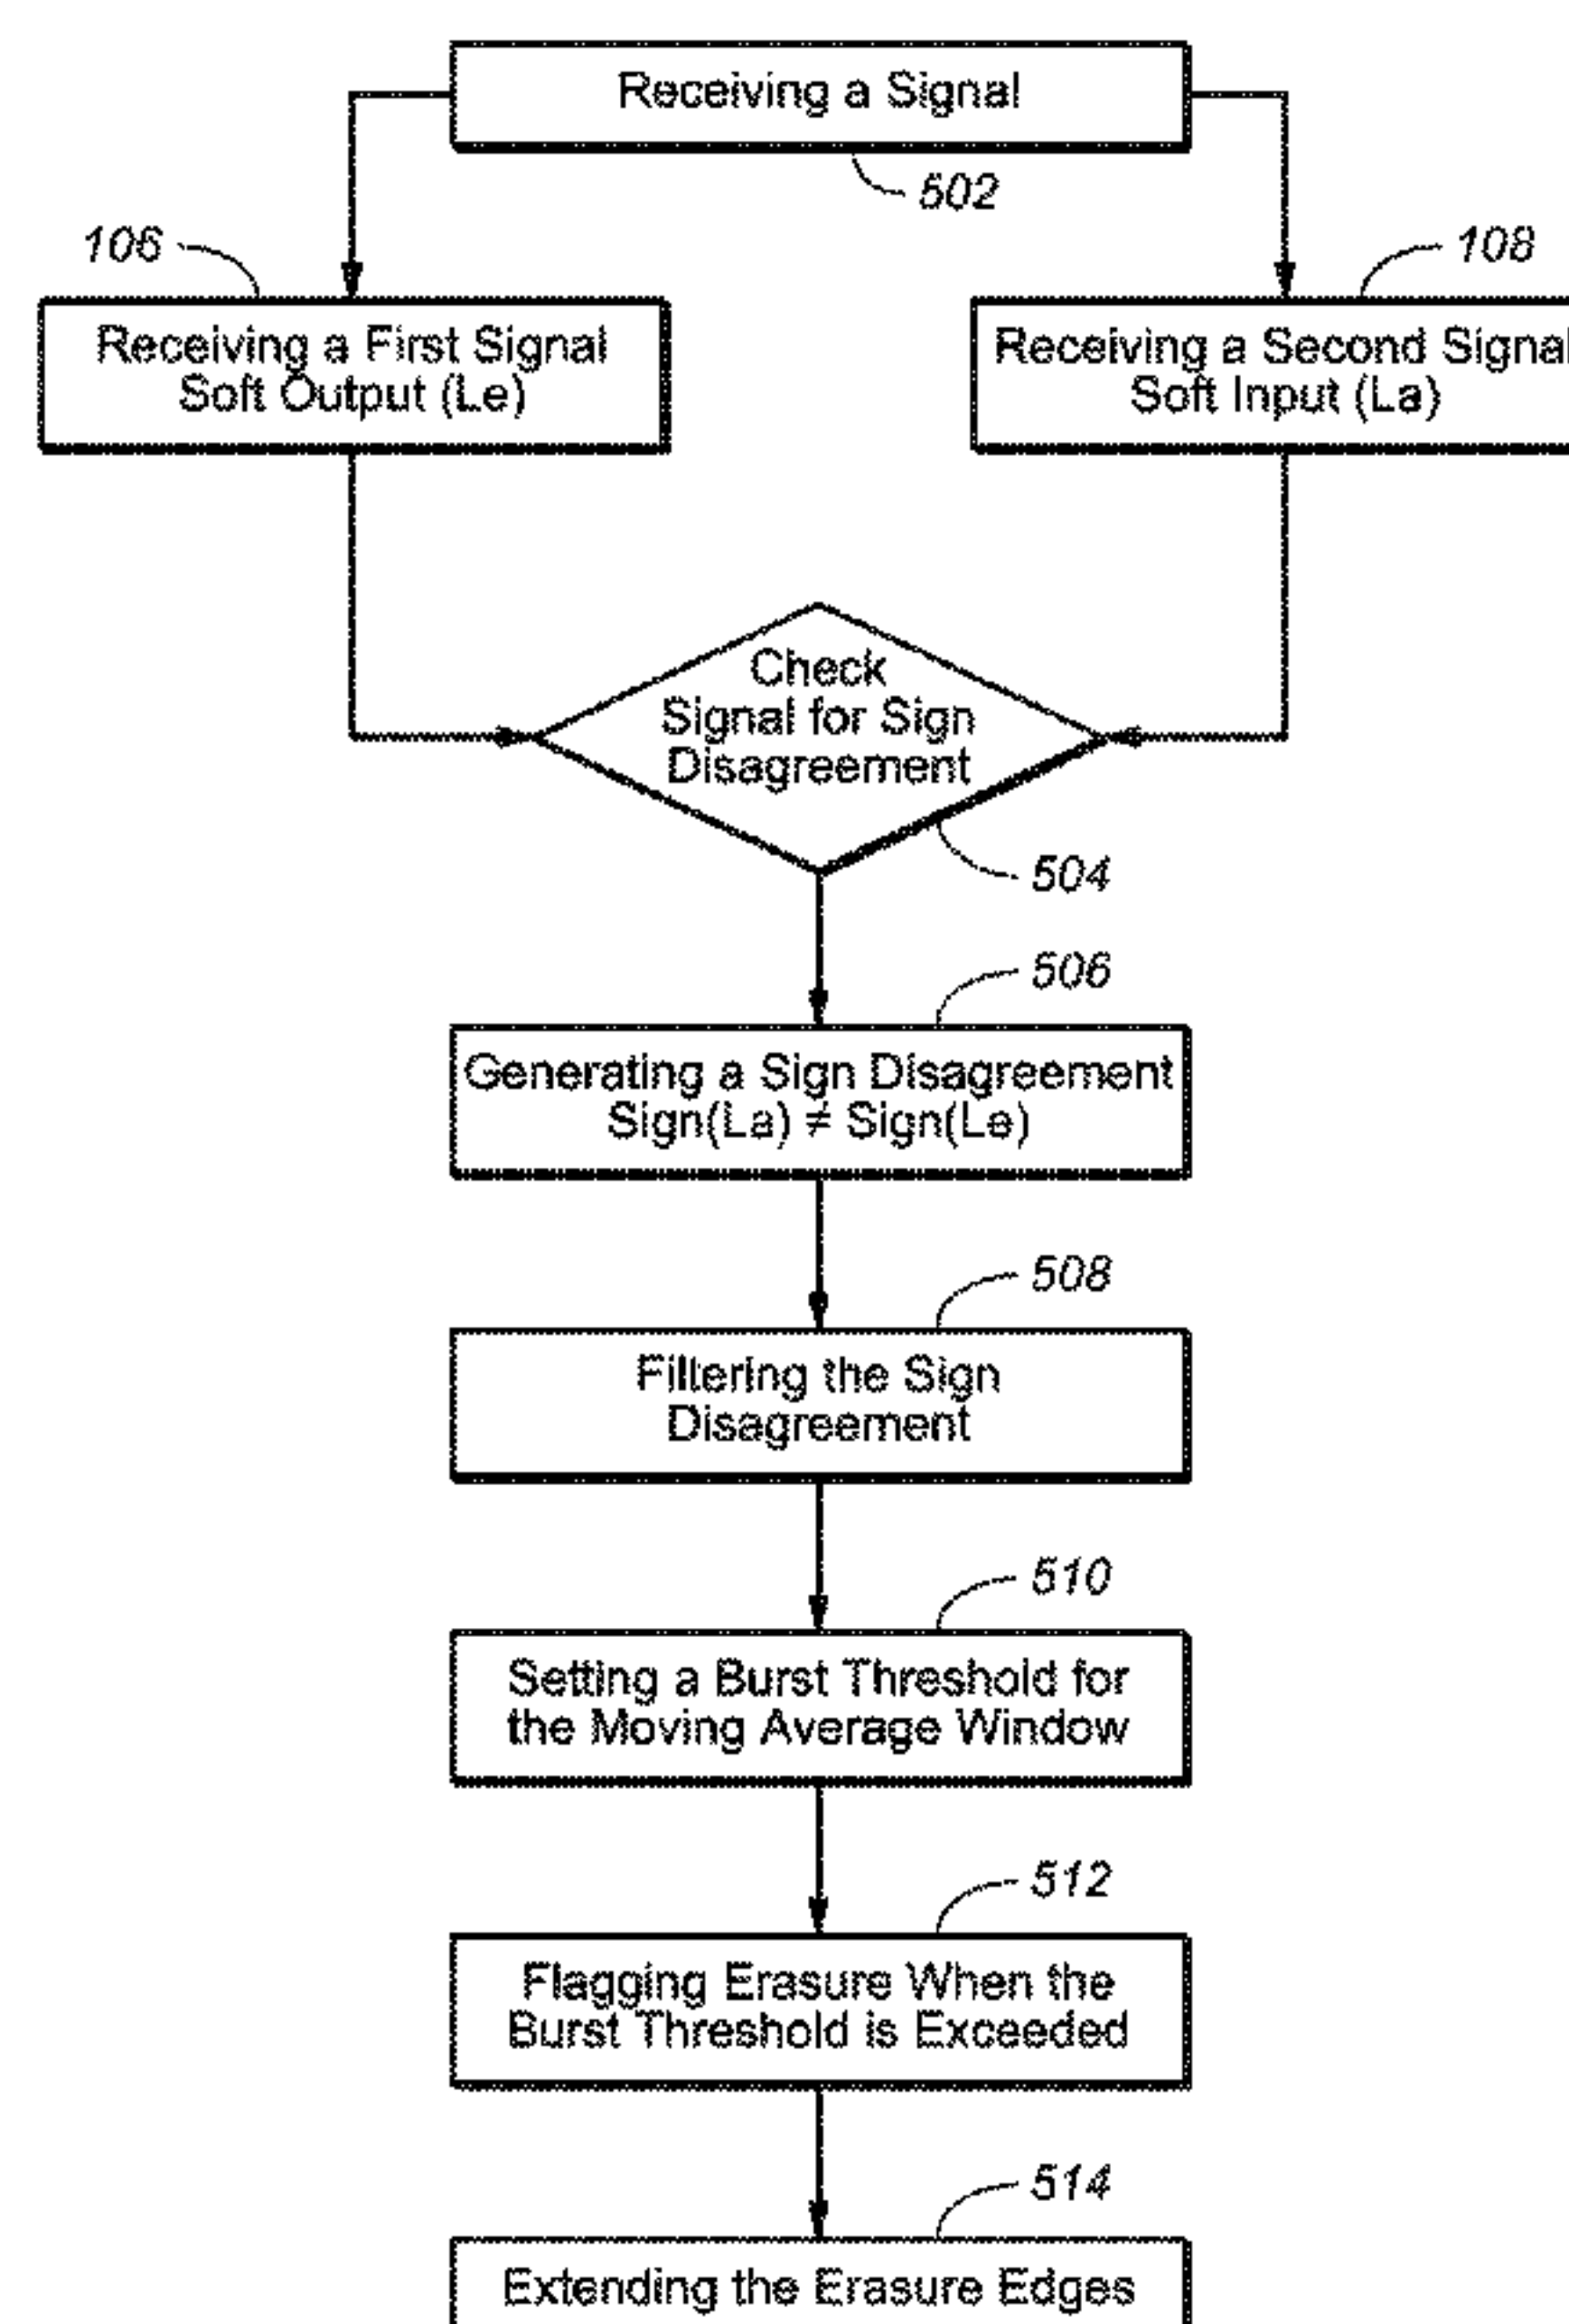 Receiving a Signal
502
106
108
Receiving a First Signal
Soft Output (Le)
Receiving a Second Signal
Soft Input (La)
Check
Signal for Sign
Disagreement
504
506
Generating a Sign Disagreement
Sign(La) ≠ Sign(Le)
508
Filtering the Sign
Disagreement
510
Setting a Burst Threshold for
the Moving Average Window
512
Flagging Erasure When the
Burst Threshold is Exceeded
514
Extending the Erasure Edges